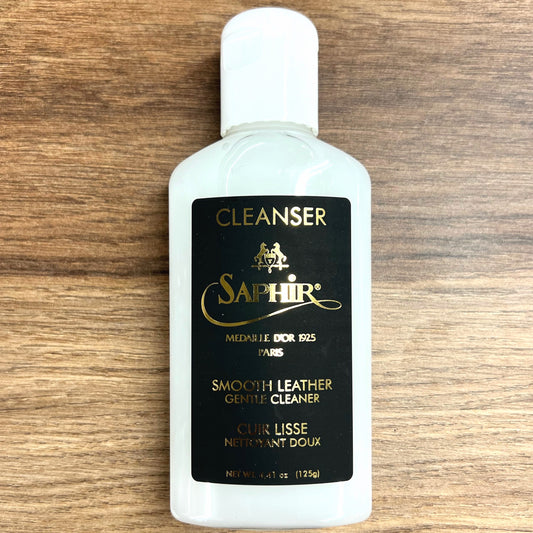 CLEANSER
SAPHIR®
MEDAILLE D'OR 1925
PARIS
SMOOTH LEATHER
GENTLE CLEANER
CUIR LISSE
NETTOYANT DOUX
NET WT. 4,41 oz (125g)